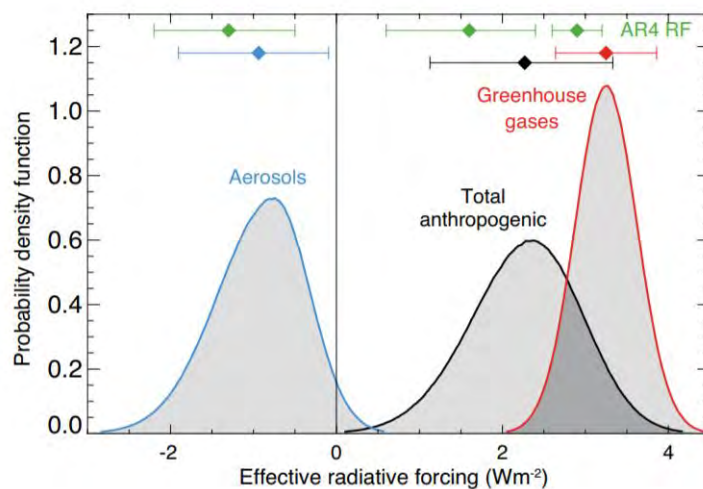 1.2
1.0
0.8
0.6
0.4
0.2
0.0
Probability density function
AR4 RF
Greenhouse
gases
Aerosols
Total
anthropogenic
-2
0
2
4
Effective radiative forcing (Wm-2)